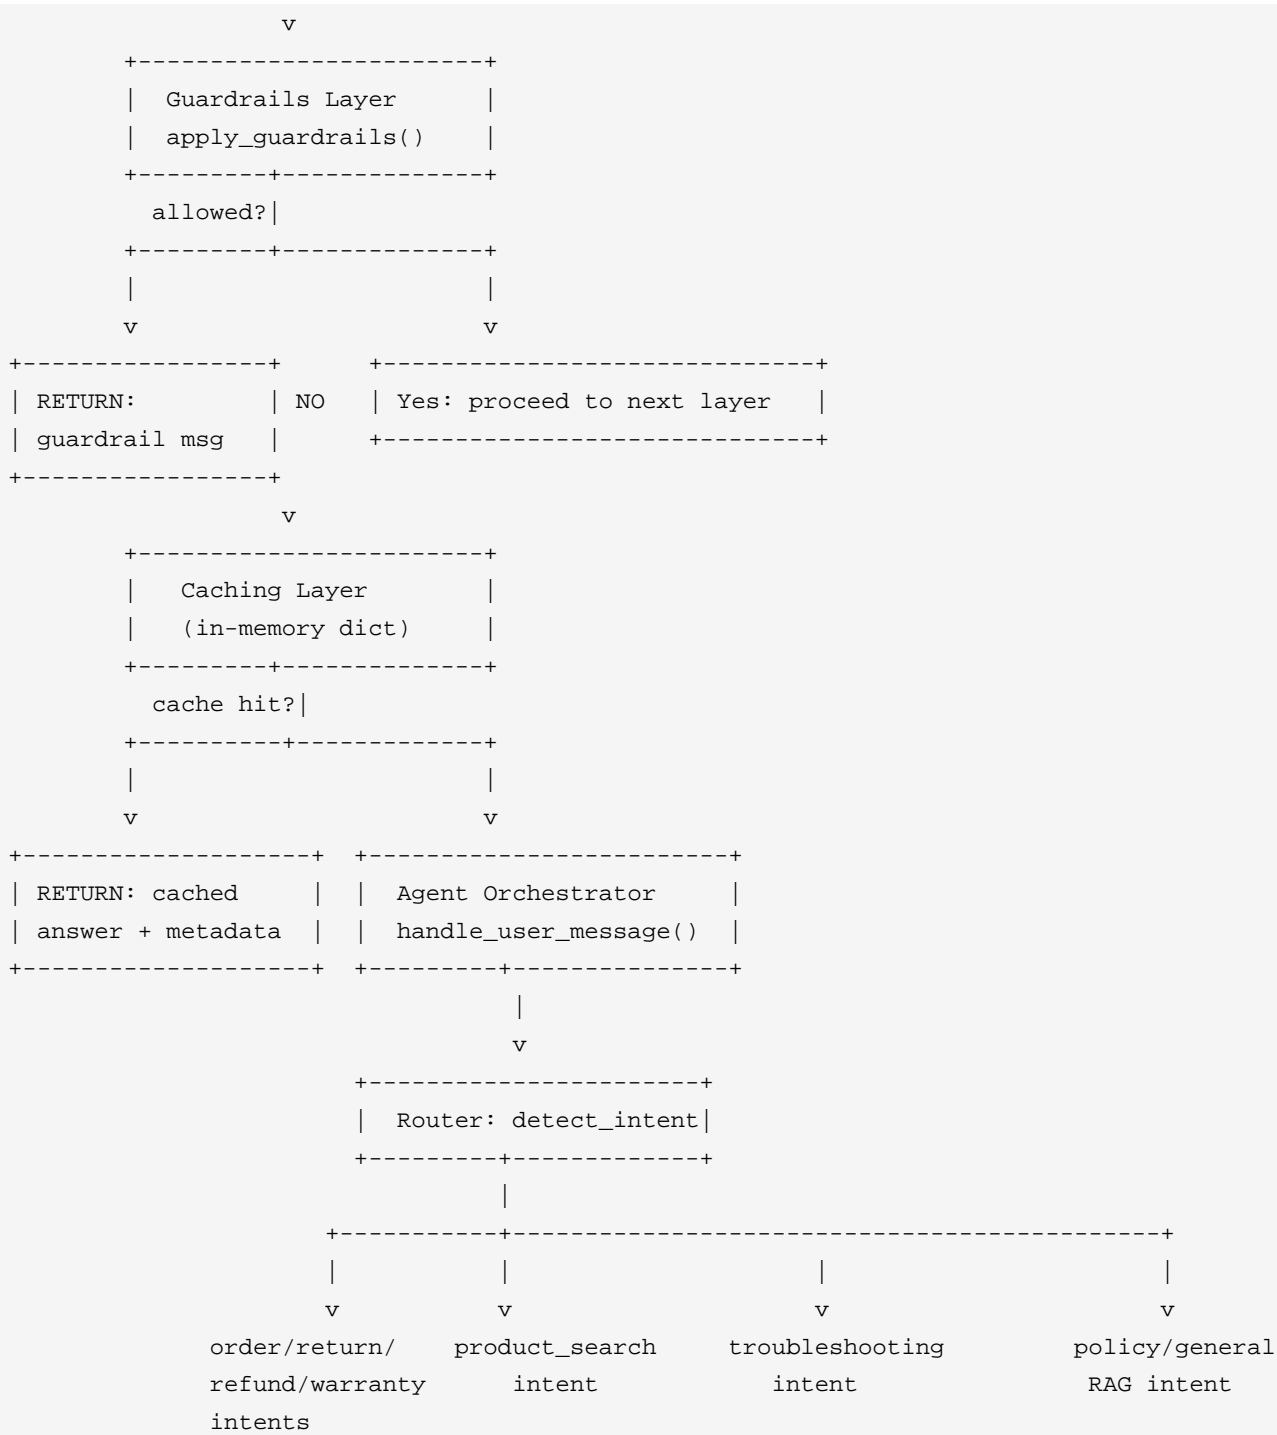 v
        +------------------------+
        |  Guardrails Layer      |
        |  apply_guardrails()    |
        +---------+--------------+
          allowed?|
        +---------+--------------+
        |                        |
        v                        v
+-----------------+      +------------------------------+
| RETURN:         | NO   | Yes: proceed to next layer   |
| guardrail msg   |      +------------------------------+
+-----------------+
                   v
        +------------------------+
        |   Caching Layer        |
        |   (in-memory dict)     |
        +---------+--------------+
          cache hit?|
        +----------+-------------+
        |                        |
        v                        v
+--------------------+  +-------------------------+
| RETURN: cached     |  |  Agent Orchestrator     |
| answer + metadata  |  |  handle_user_message()  |
+--------------------+  +---------+---------------+
                                   |
                                   v
                        +-----------------------+
                        |  Router: detect_intent|
                        +---------+-------------+
                                  |
                      +-----------+---------------------------------------------+
                      |           |                     |                       |
                      v           v                     v                       v
              order/return/    product_search     troubleshooting         policy/general
              refund/warranty      intent            intent                RAG intent
              intents